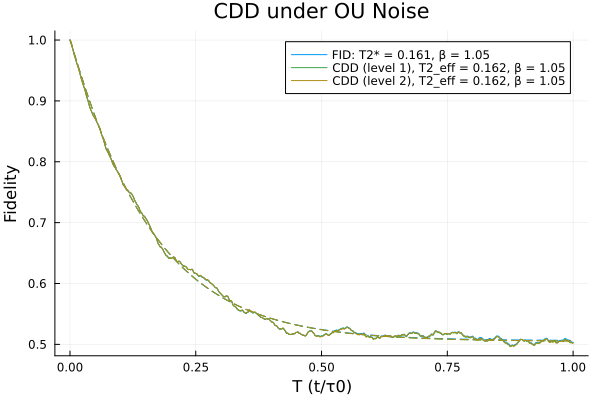 CDD under OU Noise
FID: T2* = 0.161, β = 1.05
CDD (level 1), T2_eff = 0.162, β = 1.05
CDD (level 2), T2_eff = 0.162, β = 1.05
Fidelity
1.0
0.9
0.8
0.7
0.6
0.5
0.00 0.25 0.50 0.75 1.00
T (t/τ0)